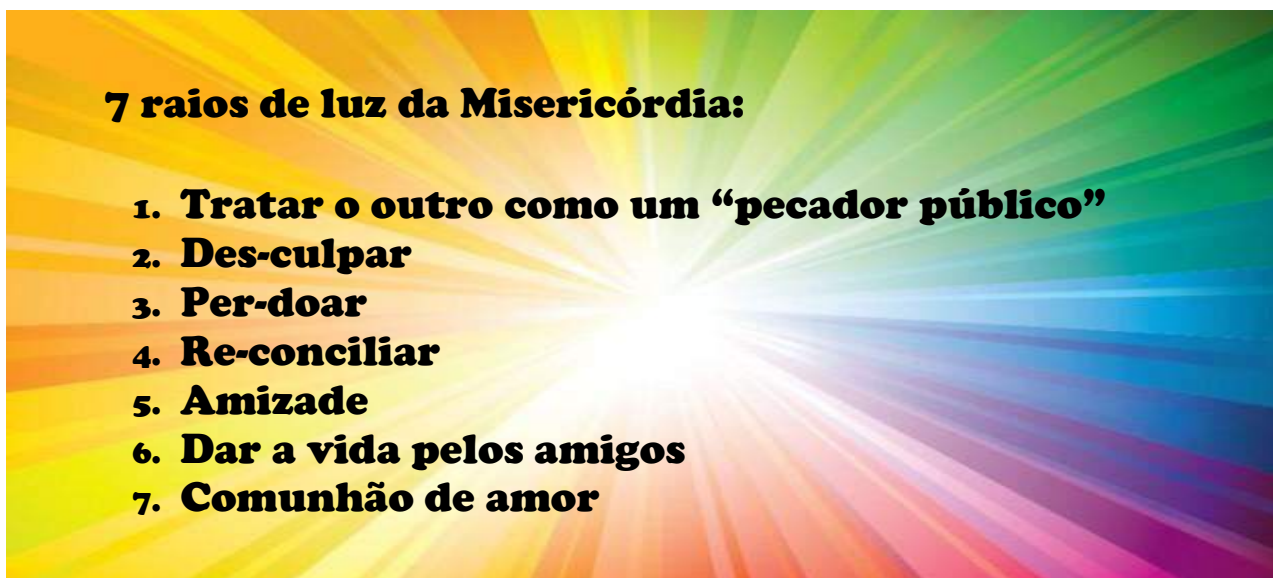 7 raios de luz da Misericórdia:
1. Tratar o outro como um “pecador público”
2. Des-culpar
3. Per-doar
4. Re-conciliar
5. Amizade
6. Dar a vida pelos amigos
7. Comunhão de amor